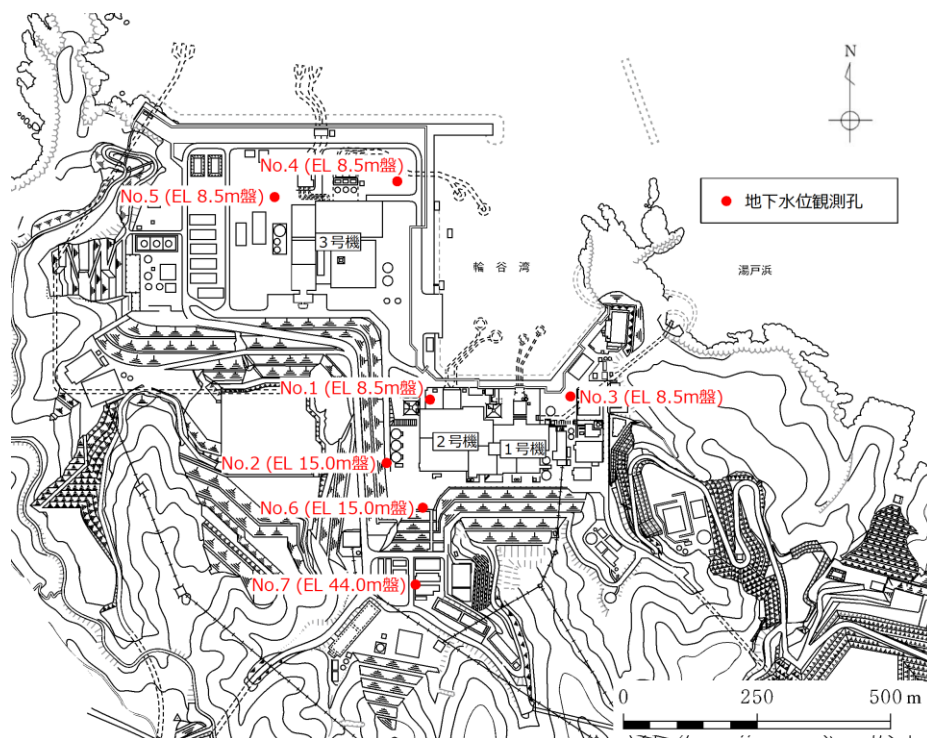 N
No.4 (EL 8.5m盤)
No.5 (EL 8.5m盤)
地下水位観測孔
3号機
輪谷湾
湯戸浜
No.1 (EL 8.5m盤)
No.3 (EL 8.5m盤)
2号機
1号機
No.2 (EL 15.0m盤)
No.6 (EL 15.0m盤)
No.7 (EL 44.0m盤)
0 250 500 m